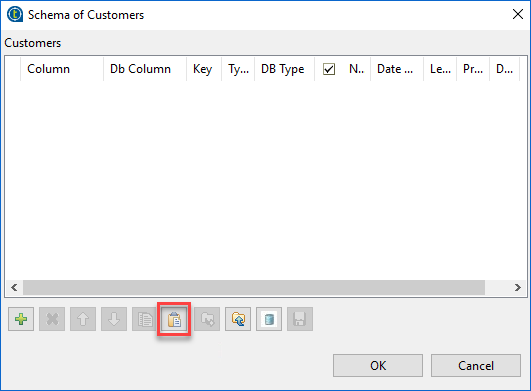 Schema of Customers
Customers
Column Db Column Key Ty... DB Type N.. Date ... Le... Pr... D...
OK Cancel